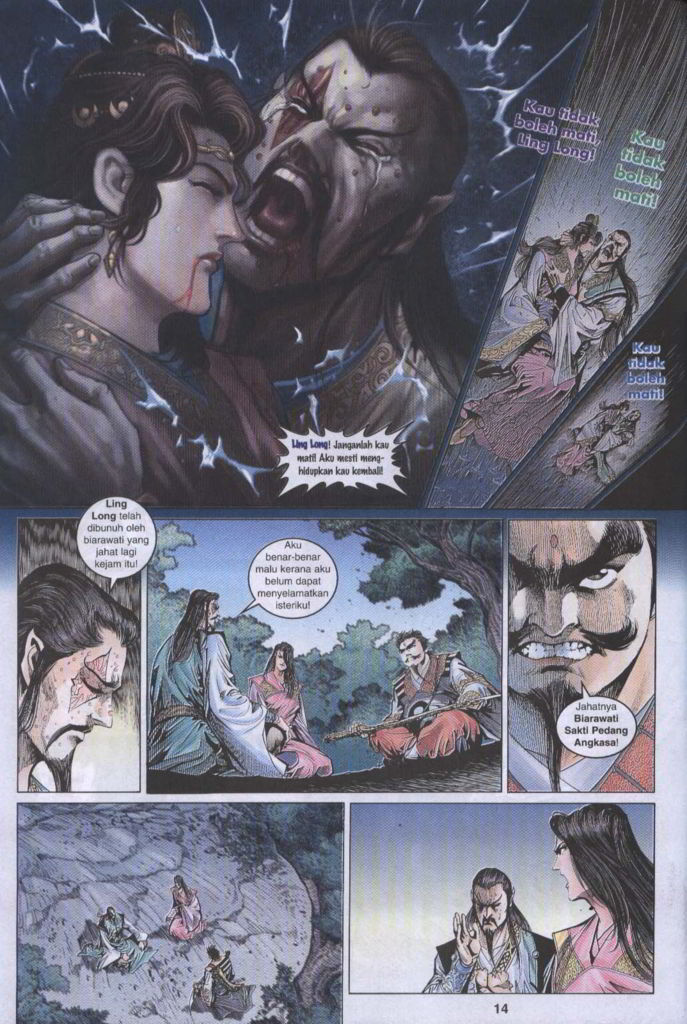 Kau tidak
boleh mati,
Ling Long!
Kau
tidak
boleh
mati!
Kau
tidak
boleh
mati!
Ling Long! Janganlah kau
mati! Aku mesti meng-
hidupkan kau kembali!
Ling
Long telah
dibunuh oleh
biarawati yang
jahat lagi
kejam itu!
Aku
benar-benar
malu kerana aku
belum dapat
menyelamatkan
isteriku!
Jahatnya
Biarawati
Sakti Pedang
Angkasa!
14